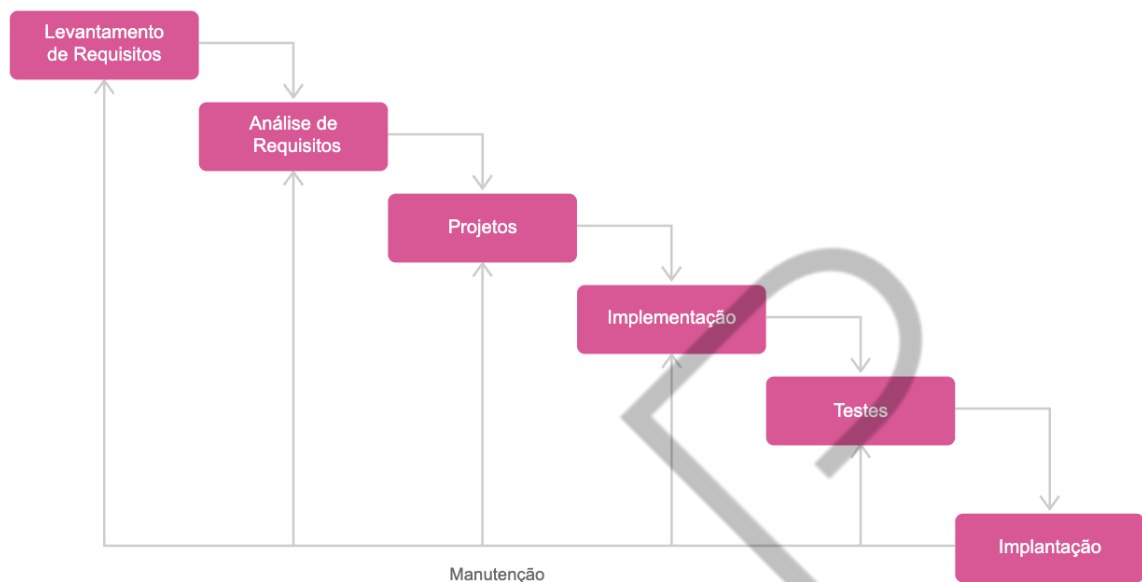 Levantamento
de Requisitos
Análise de
Requisitos
Projetos
Implementação
Testes
Implantação
Manutenção